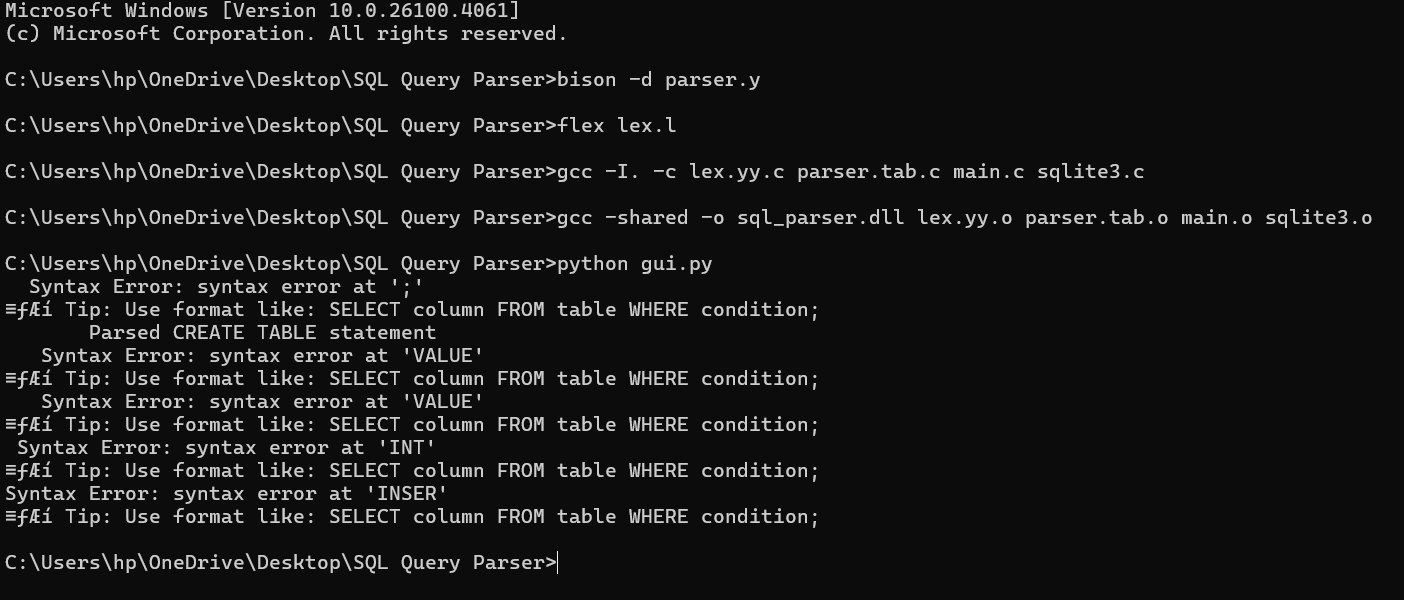 Microsoft Windows [Version 10.0.26100.4061]
(c) Microsoft Corporation. All rights reserved.
C:\Users\hp\OneDrive\Desktop\SQL Query Parser>bison -d parser.y
C:\Users\hp\OneDrive\Desktop\SQL Query Parser>flex lex.l
C:\Users\hp\OneDrive\Desktop\SQL Query Parser>gcc -I. -c lex.yy.c parser.tab.c main.c sqlite3.c
C:\Users\hp\OneDrive\Desktop\SQL Query Parser>gcc -shared -o sql_parser.dll lex.yy.o parser.tab.o main.o sqlite3.o
C:\Users\hp\OneDrive\Desktop\SQL Query Parser>python gui.py
Syntax Error: syntax error at ';'
≡ƒÆí Tip: Use format like: SELECT column FROM table WHERE condition;
Parsed CREATE TABLE statement
Syntax Error: syntax error at 'VALUE'
≡ƒÆí Tip: Use format like: SELECT column FROM table WHERE condition;
Syntax Error: syntax error at 'VALUE'
≡ƒÆí Tip: Use format like: SELECT column FROM table WHERE condition;
Syntax Error: syntax error at 'INT'
≡ƒÆí Tip: Use format like: SELECT column FROM table WHERE condition;
Syntax Error: syntax error at 'INSER'
≡ƒÆí Tip: Use format like: SELECT column FROM table WHERE condition;
C:\Users\hp\OneDrive\Desktop\SQL Query Parser>